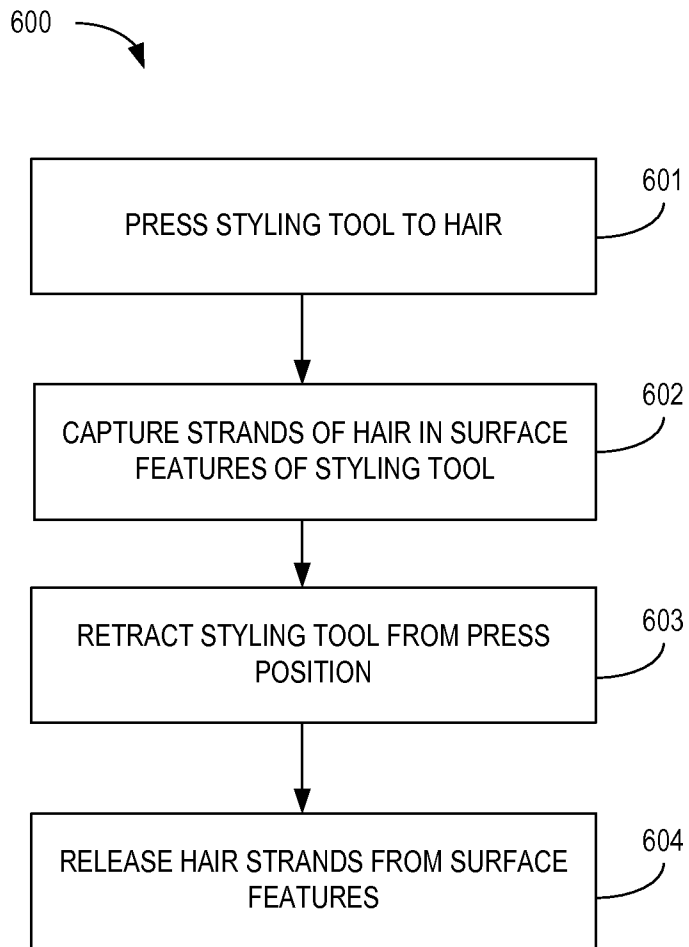 600
601
PRESS STYLING TOOL TO HAIR
602
CAPTURE STRANDS OF HAIR IN SURFACE
FEATURES OF STYLING TOOL
603
RETRACT STYLING TOOL FROM PRESS
POSITION
604
RELEASE HAIR STRANDS FROM SURFACE
FEATURES